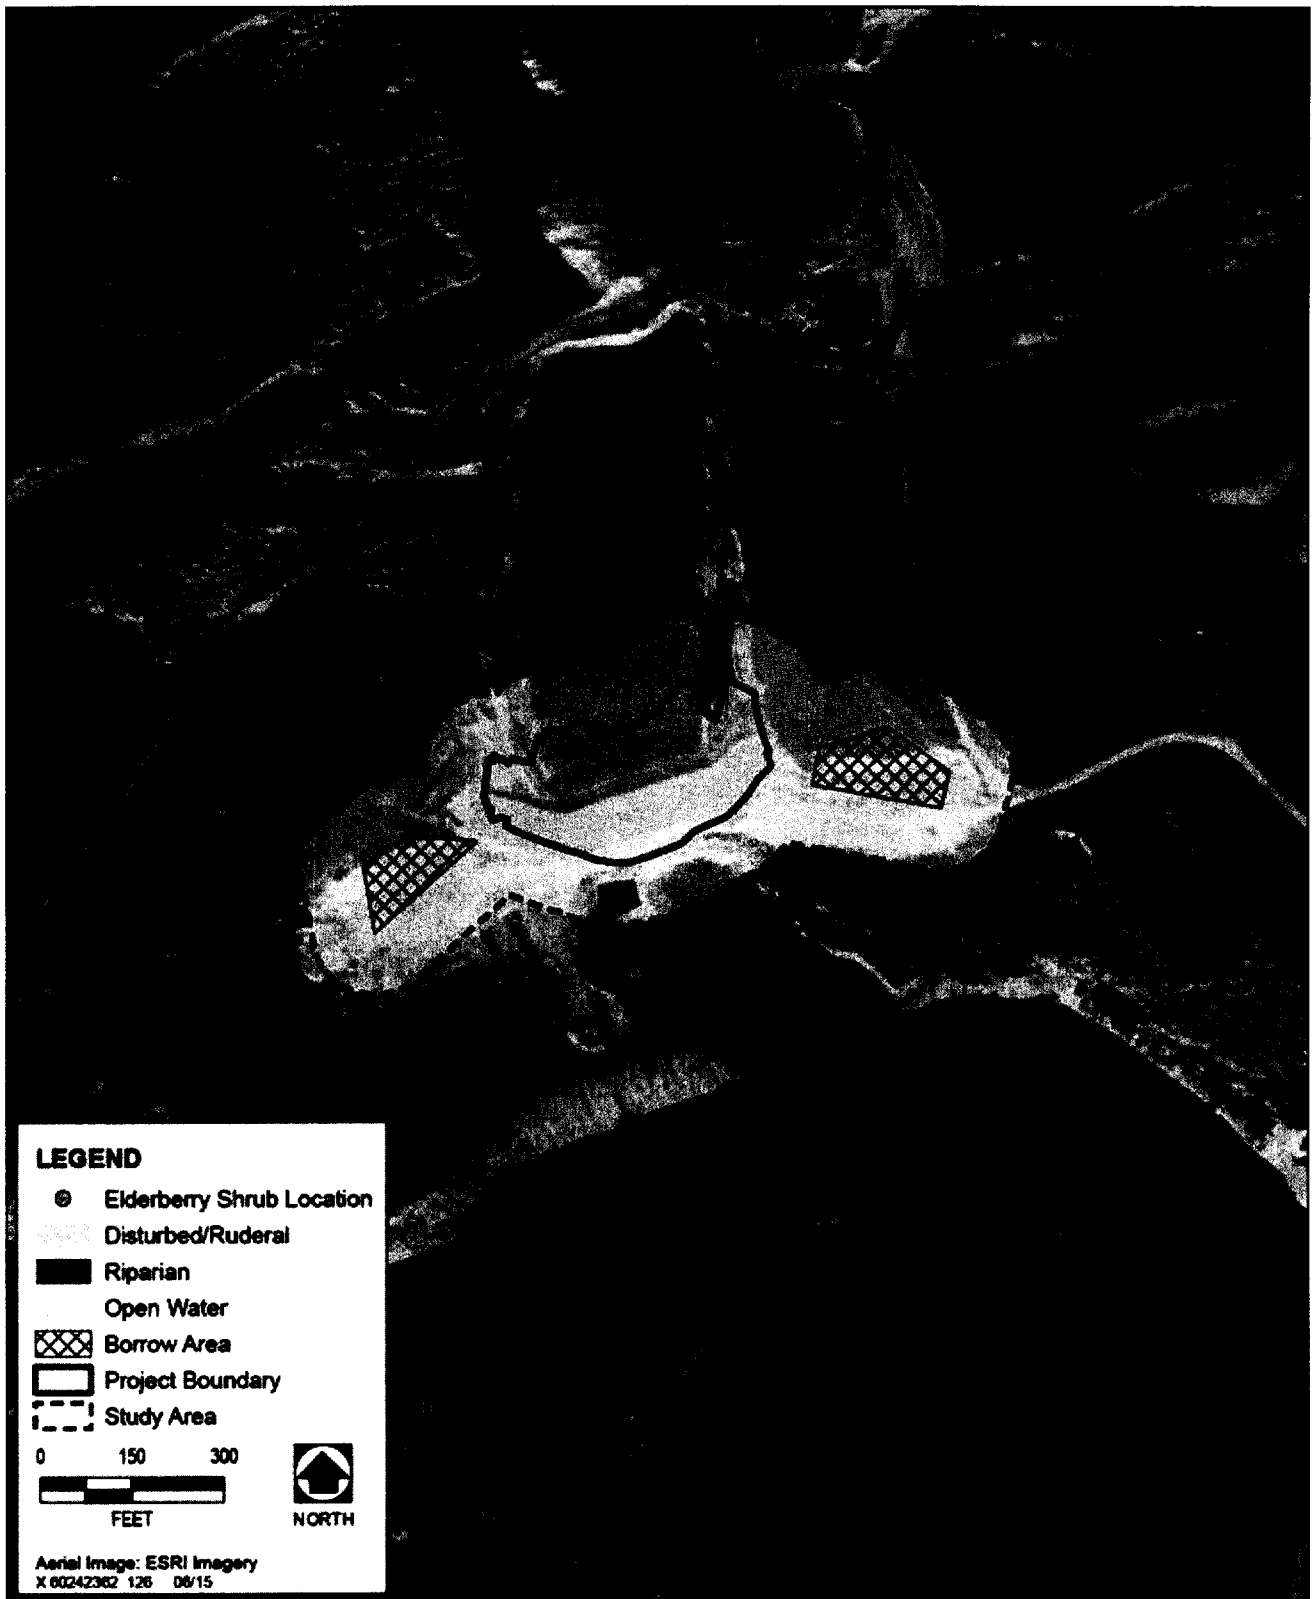 LEGEND
Elderberry Shrub Location
Disturbed/Ruderal
Riparian
Open Water
Borrow Area
Project Boundary
Study Area
0 150 300
FEET
NORTH
Aerial Image: ESRI Imagery
X 60242362 126 06/15